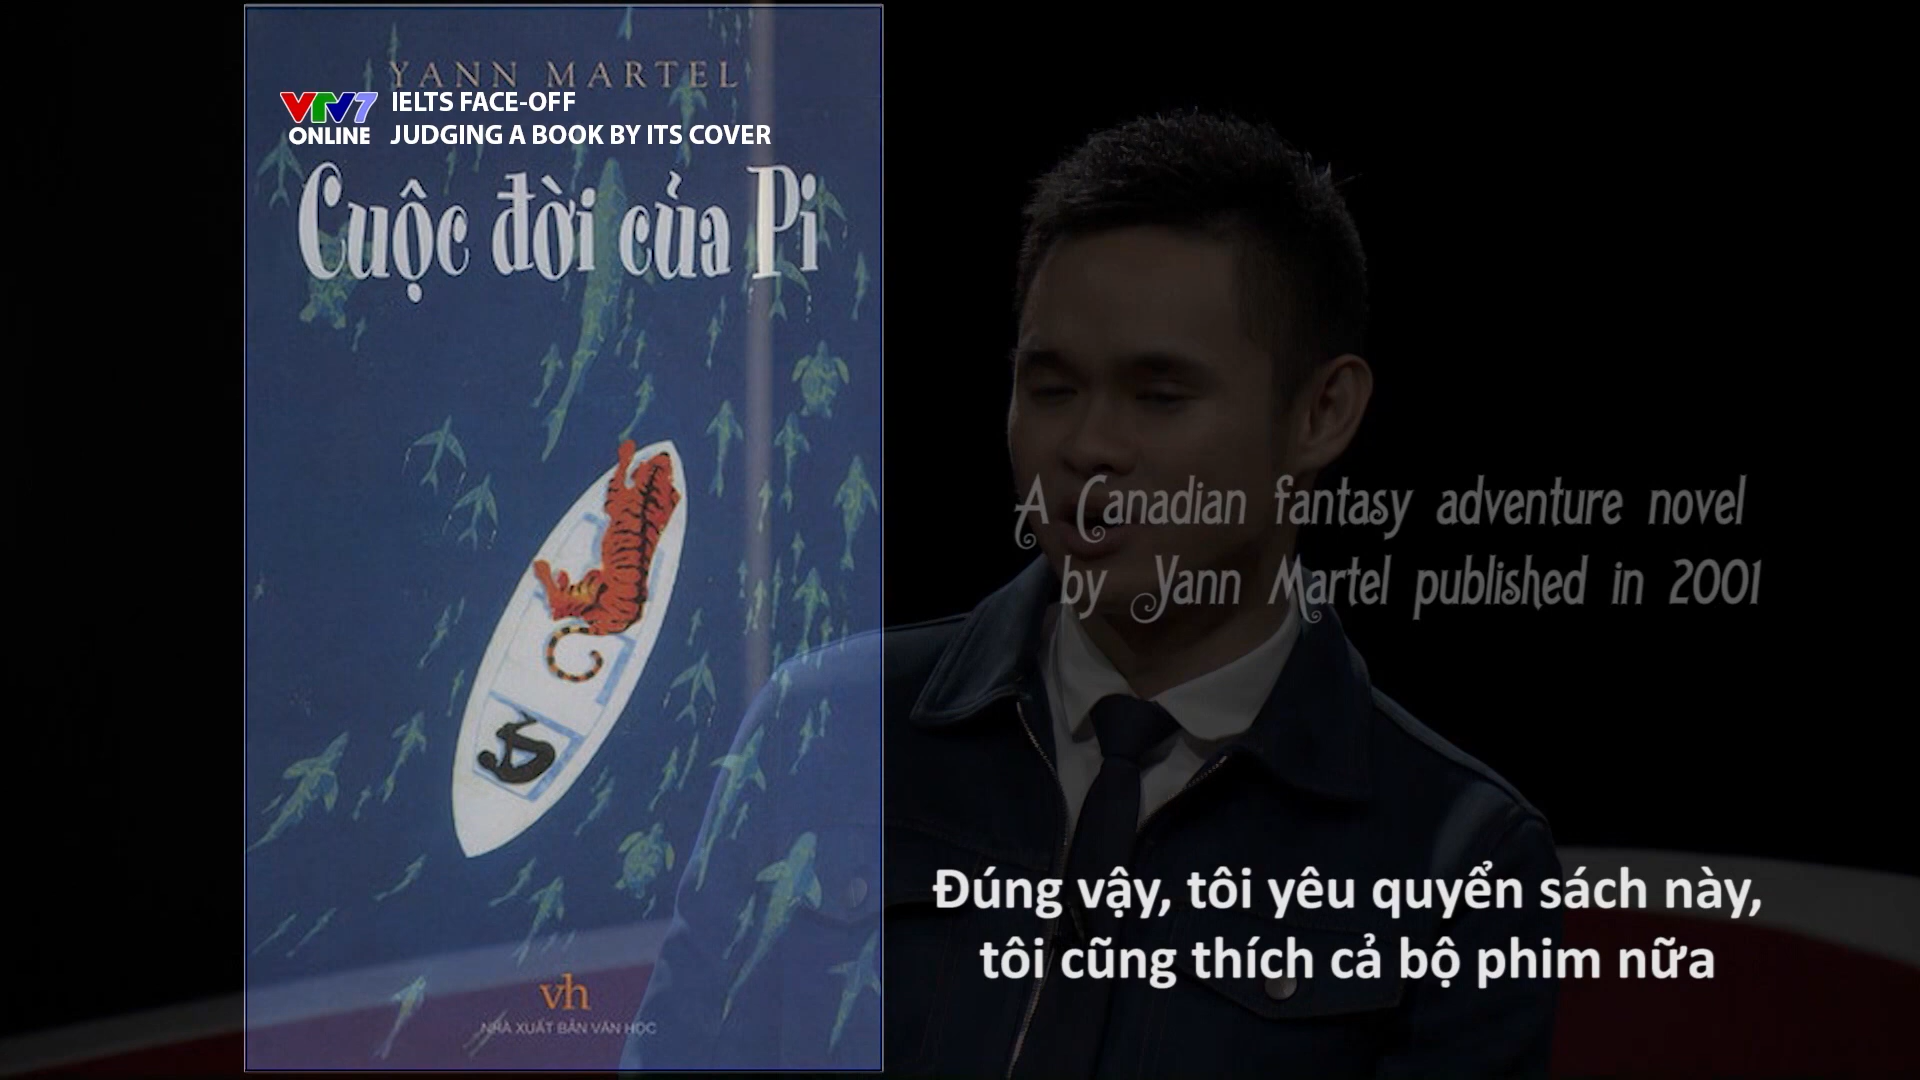 YANN MARTEL
VTV7
ONLINE
IELTS FACE-OFF
JUDGING A BOOK BY ITS COVER
Cuộc đời của Pi
A Canadian fantasy adventure novel
by Yann Martel published in 2001
Đúng vậy, tôi yêu quyển sách này,
tôi cũng thích cả bộ phim nữa
vh
NHÀ XUẤT BẢN VĂN HỌC